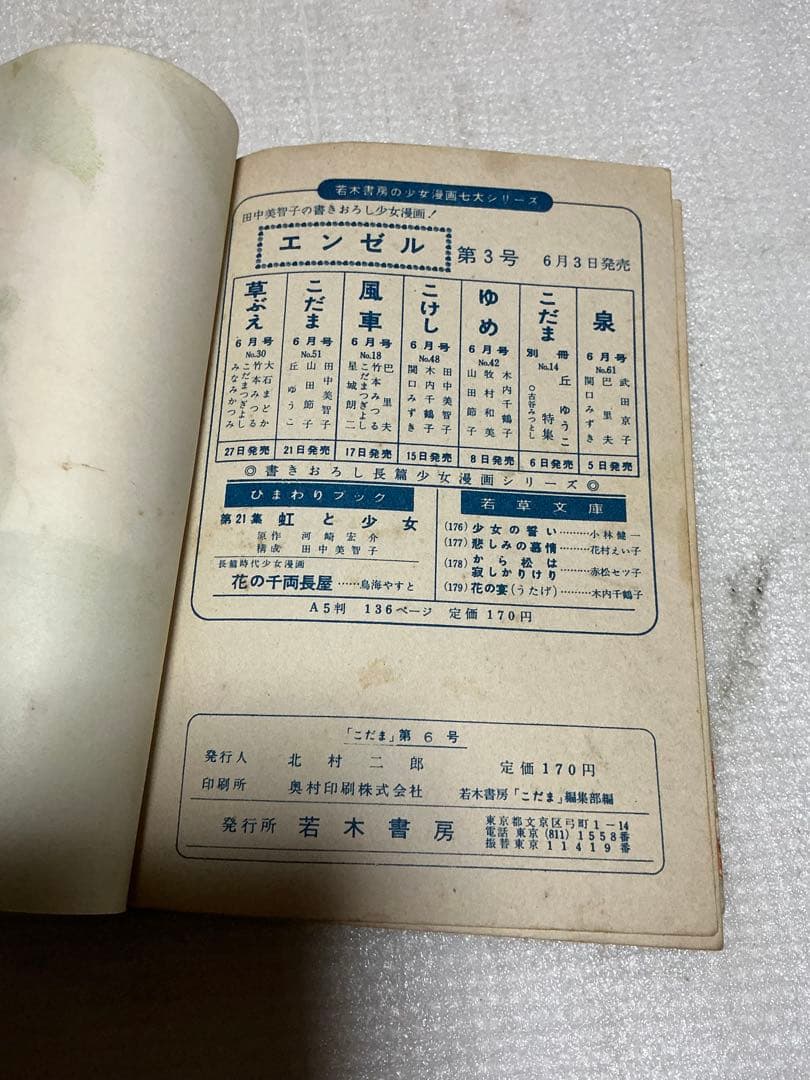 若木書房の少女漫画七大シリーズ
田中美智子の書きおろし少女漫画!
エンゼル 第3号 6月3日発売
泉
6月号
No.61
武田京子
巴里夫
関口みずき
5日発売
こだま
別冊
No.14
丘ゆうこ特集
○古谷みつとし
6日発売
ゆめ
6月号
No.42
木内千鶴子
牧村和美
山田節子
8日発売
こけし
6月号
No.48
田中美智子
木内千鶴子
関口みずき
15日発売
風車
6月号
No.18
巴里夫
竹本みつる
こだまつぎよし
星城朗二
17日発売
こだま
6月号
No.51
田中美智子
山田節子
丘ゆうこ
21日発売
草ぶえ
6月号
No.30
大石まどか
竹本みつる
こだまつぎよし
みなみかつみ
27日発売
◎書きおろし長篇少女漫画シリーズ◎
ひまわりブック
第21集 虹と少女
原作 河崎宏介
構成 田中美智子
長篇時代少女漫画
花の千両長屋……鳥海やすと
若草文庫
(176) 少女の誓い……小林健一
(177) 悲しみの慕情……花村えい子
(178) から松は
寂しかりけり……赤松セツ子
(179) 花の宴(うたげ)……木内千鶴子
A5判 136ページ 定価170円
「こだま」第6号
発行人 北村二郎 定価170円
印刷所 奥村印刷株式会社 若木書房「こだま」編集部編
発行所 若木書房
東京都文京区弓町1-14
電話 東京(811)1558番
振替東京11419番